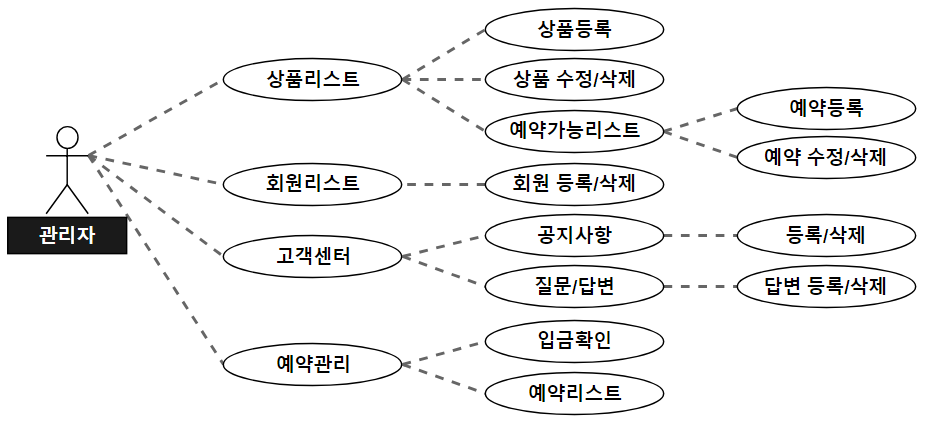 상품등록
상품리스트
상품 수정/삭제
예약가능리스트
예약등록
예약 수정/삭제
관리자
회원리스트
회원 등록/삭제
고객센터
공지사항
등록/삭제
질문/답변
답변 등록/삭제
예약관리
입금확인
예약리스트